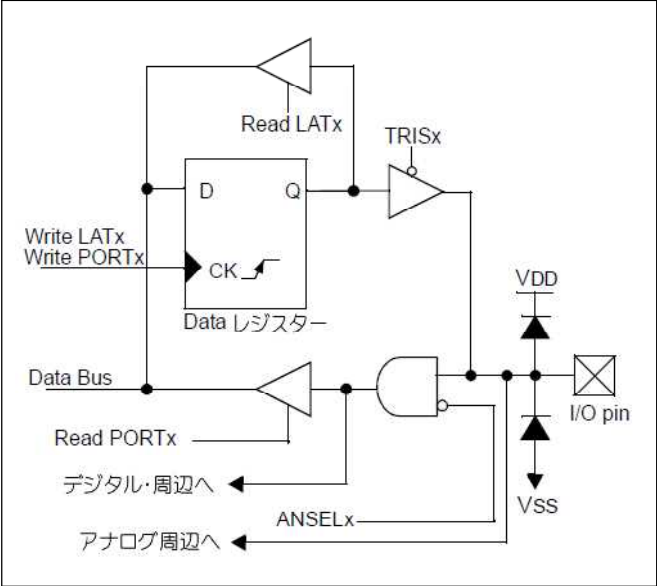 Read LATx
TRISx
D
Q
Write LATx
Write PORTx
CK
Data レジスター
VDD
Data Bus
I/O pin
Read PORTx
デジタル・周辺へ
VSS
ANSELx
アナログ周辺へ